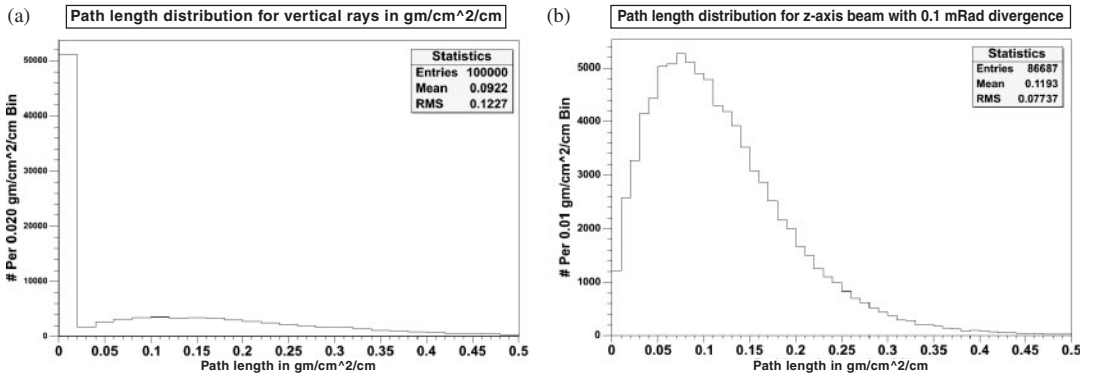 (a)
Path length distribution for vertical rays in gm/cm^2/cm
Statistics
Entries 100000
Mean 0.0922
RMS 0.1227
# Per 0.020 gm/cm^2/cm Bin
50000
40000
30000
20000
10000
0
0 0.05 0.1 0.15 0.2 0.25 0.3 0.35 0.4 0.45 0.5
Path length in gm/cm^2/cm
(b)
Path length distribution for z-axis beam with 0.1 mRad divergence
Statistics
Entries 86687
Mean 0.1193
RMS 0.07737
# Per 0.01 gm/cm^2/cm Bin
5000
4000
3000
2000
1000
0
0 0.05 0.1 0.15 0.2 0.25 0.3 0.35 0.4 0.45 0.5
Path length in gm/cm^2/cm